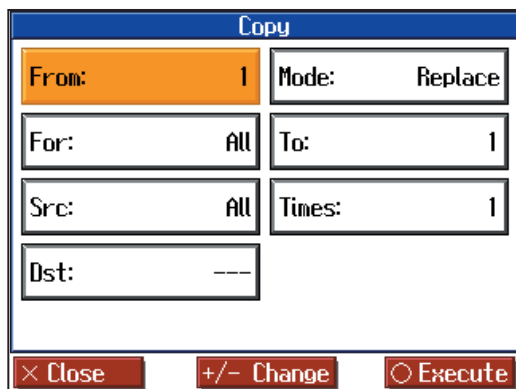 Copy
From: 1 Mode: Replace
For: All To: 1
Src: All Times: 1
Dst: ---
× Close +/- Change ○ Execute